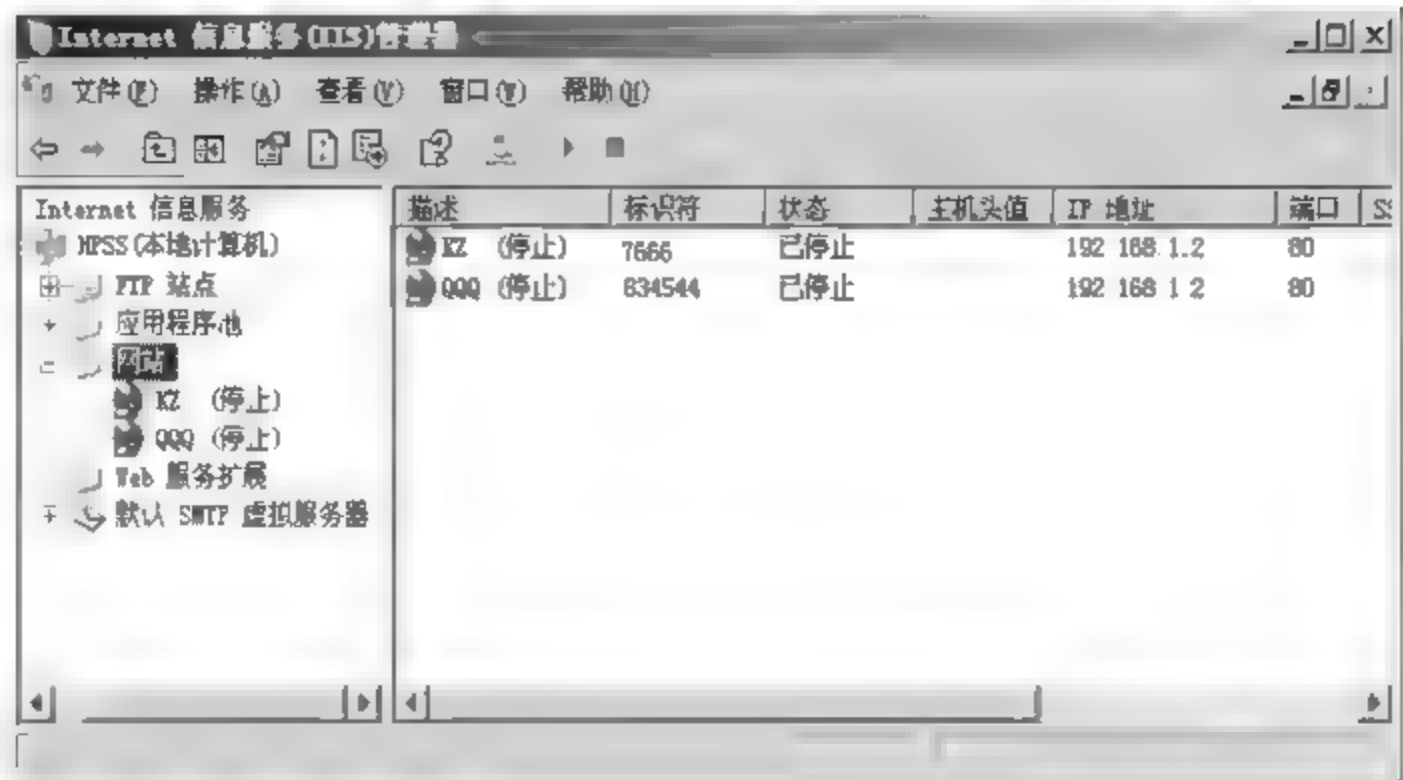 Internet 信息服务(IIS)管理器
文件(F) 操作(A) 查看(V) 窗口(W) 帮助(H)
Internet 信息服务
MPSS(本地计算机)
FTP 站点
应用程序池
网站
KZ (停止)
QQQ (停止)
Web 服务扩展
默认 SMTP 虚拟服务器
描述 标识符 状态 主机头值 IP 地址 端口
KZ (停止) 7666 已停止 192.168.1.2 80
QQQ (停止) 834544 已停止 192.168.1.2 80